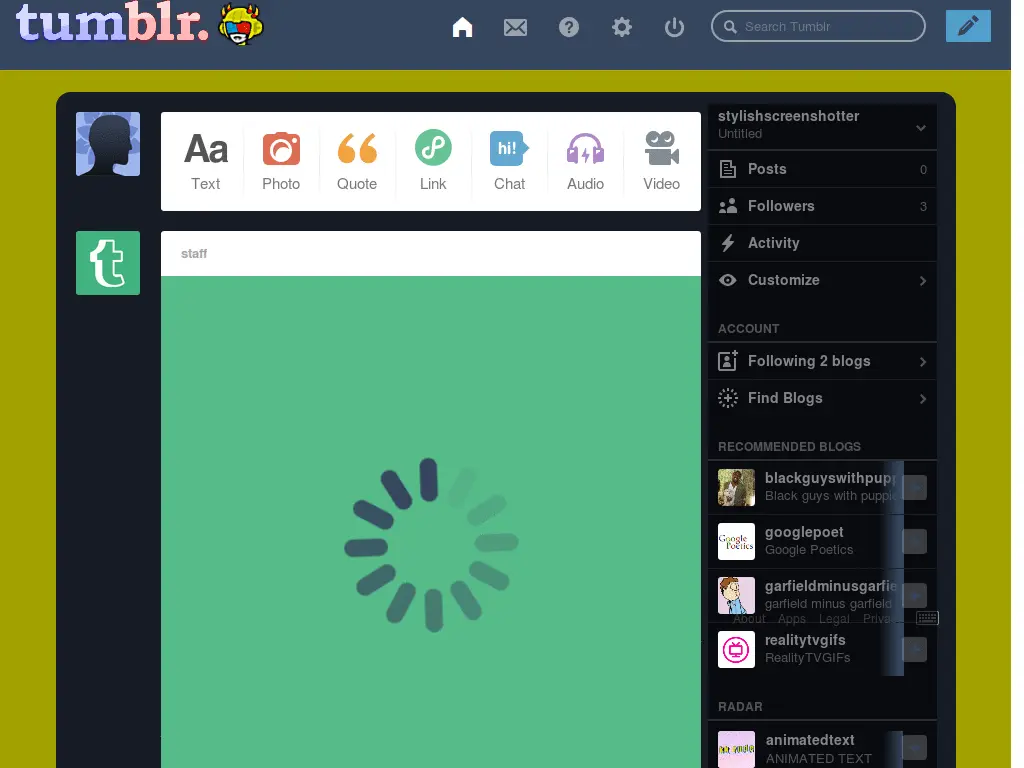 tumblr.
Search Tumblr
Aa
hi!
Text
Photo
Quote
Link
Chat
Audio
Video
t
staff
stylishscreenshotter
Untitled
Posts 0
Followers 3
Activity
Customize
ACCOUNT
Following 2 blogs
Find Blogs
RECOMMENDED BLOGS
blackguyswithpupp
Black guys with puppie
Google
Poetics
googlepoet
Google Poetics
garfieldminusgarfie
garfield minus garfield
About Apps Legal Priva
realitytvgifs
RealityTVGIFs
RADAR
animatedtext
ANIMATED TEXT